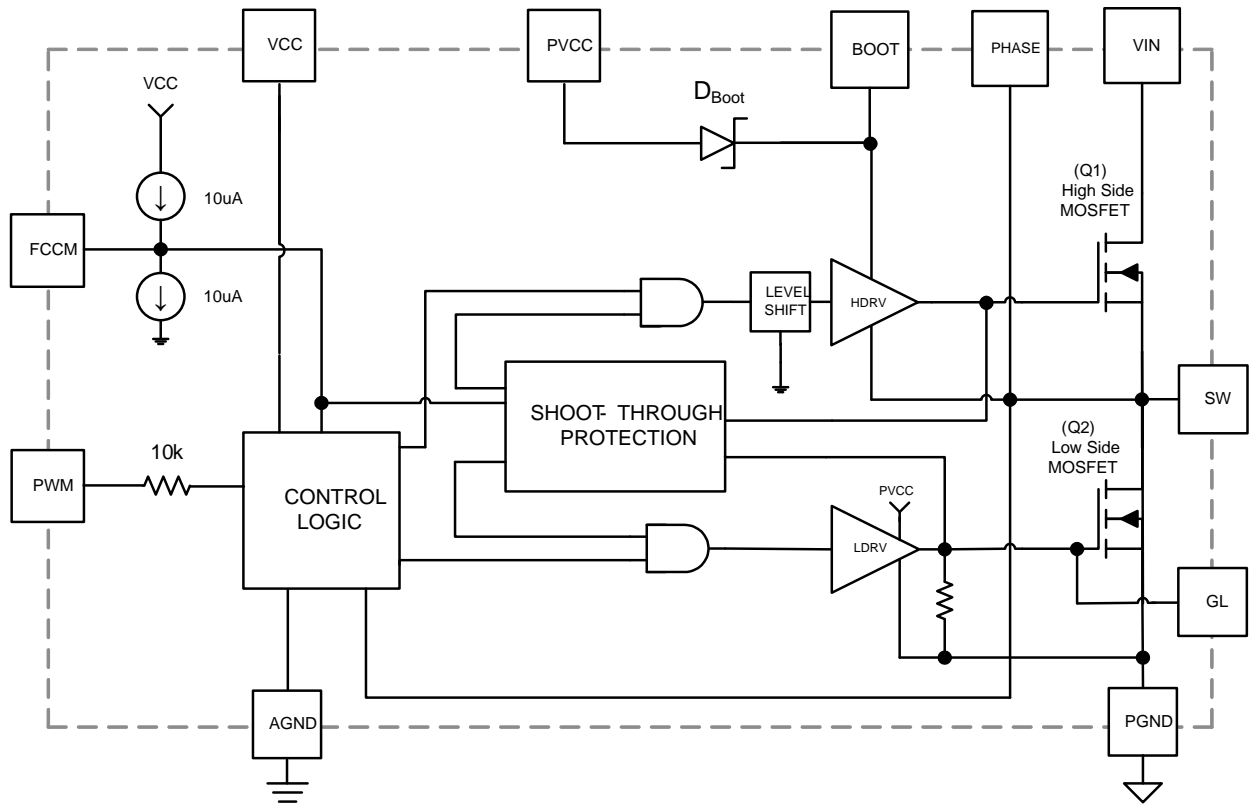 VCC
PVCC
BOOT
PHASE
VIN
VCC
DBoot
10uA
(Q1)
High Side
MOSFET
FCCM
10uA
LEVEL
SHIFT
HDRV
SHOOT- THROUGH
PROTECTION
SW
(Q2)
Low Side
MOSFET
10k
PWM
CONTROL
LOGIC
PVCC
LDRV
GL
AGND
PGND